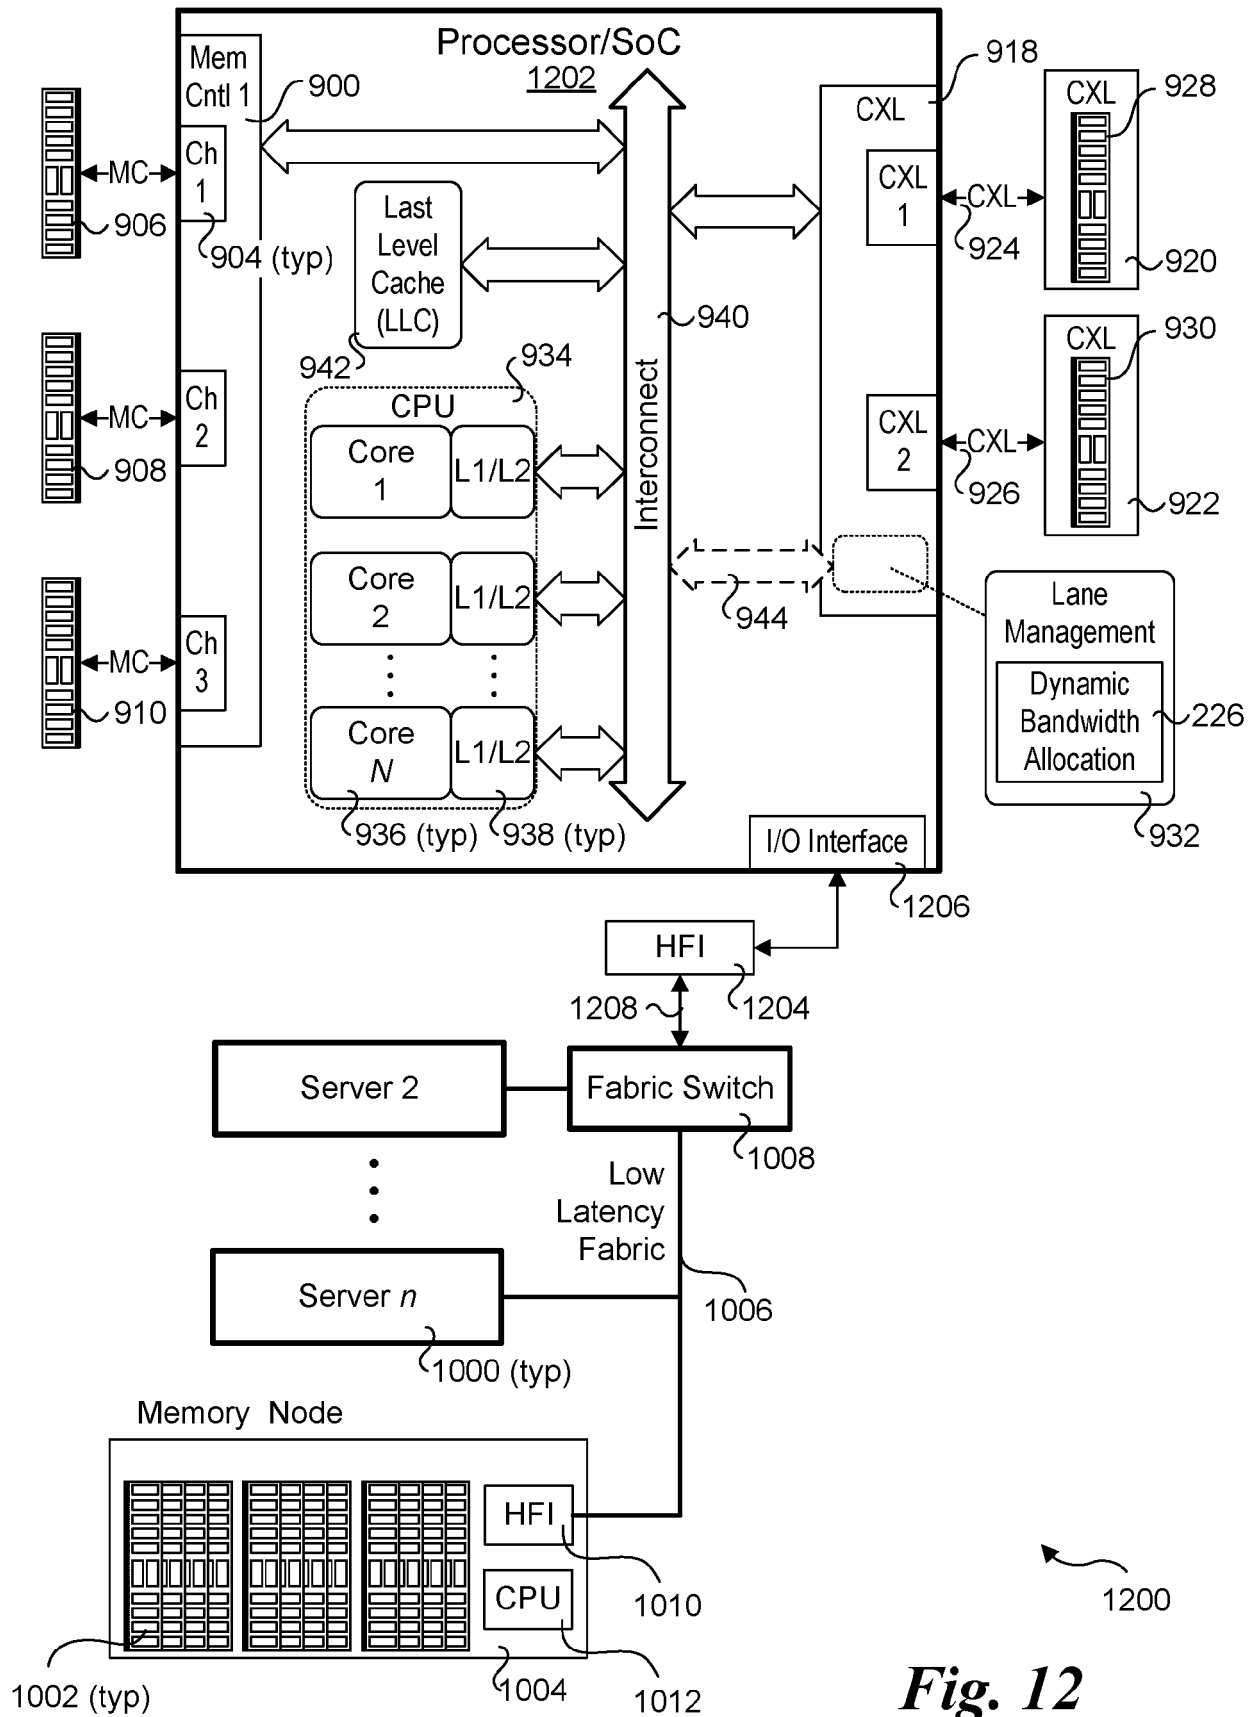 Processor/SoC
1202
Mem
Cntl 1
900
918
CXL
CXL
928
Ch
1
MC
906
904 (typ)
Last
Level
Cache
(LLC)
942
940
CXL
1
CXL
924
920
Interconnect
934
CPU
Core
1
L1/L2
Core
2
L1/L2
Core
N
L1/L2
936 (typ)
938 (typ)
Ch
2
MC
908
CXL
930
CXL
2
CXL
926
922
944
Ch
3
MC
910
Lane
Management
Dynamic
Bandwidth
Allocation
226
932
I/O Interface
1206
HFI
1208
1204
Server 2
Fabric Switch
1008
Low
Latency
Fabric
Server n
1006
1000 (typ)
Memory Node
HFI
CPU
1010
1200
1002 (typ)
1004
1012
Fig. 12